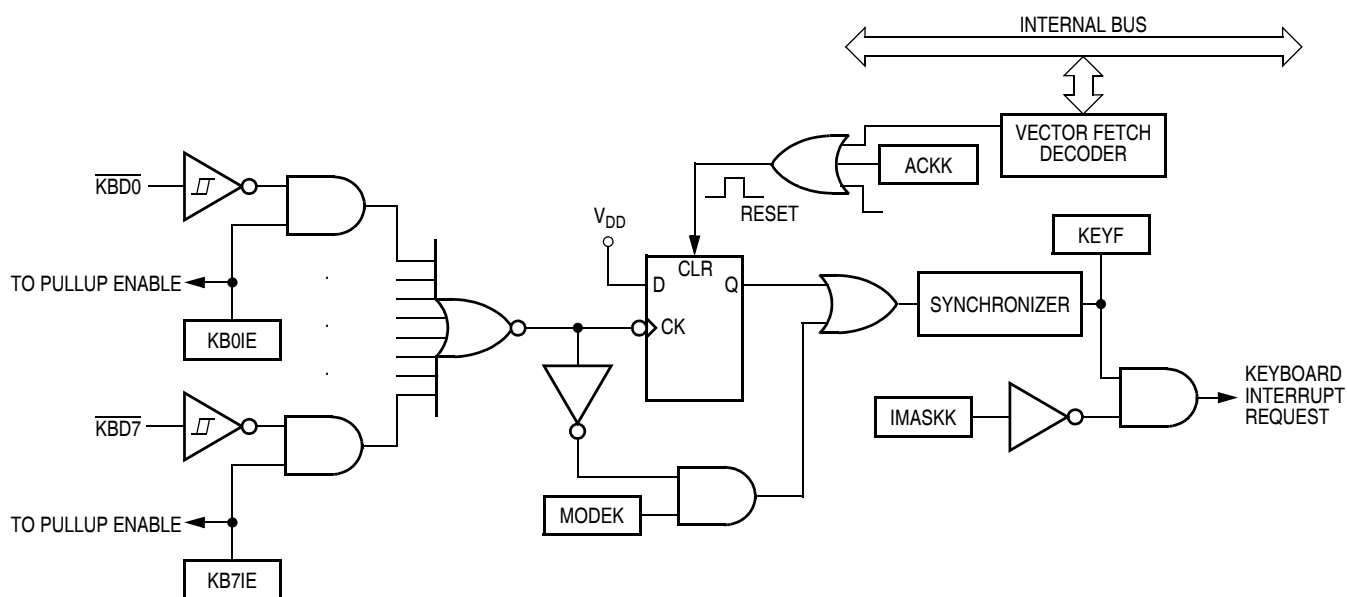 INTERNAL BUS
VECTOR FETCH
DECODER
ACKK
RESET
KBD0
VDD
KEYF
CLR
D
Q
TO PULLUP ENABLE
SYNCHRONIZER
CK
KB0IE
KEYBOARD
INTERRUPT
REQUEST
IMASKK
KBD7
MODEK
TO PULLUP ENABLE
KB7IE